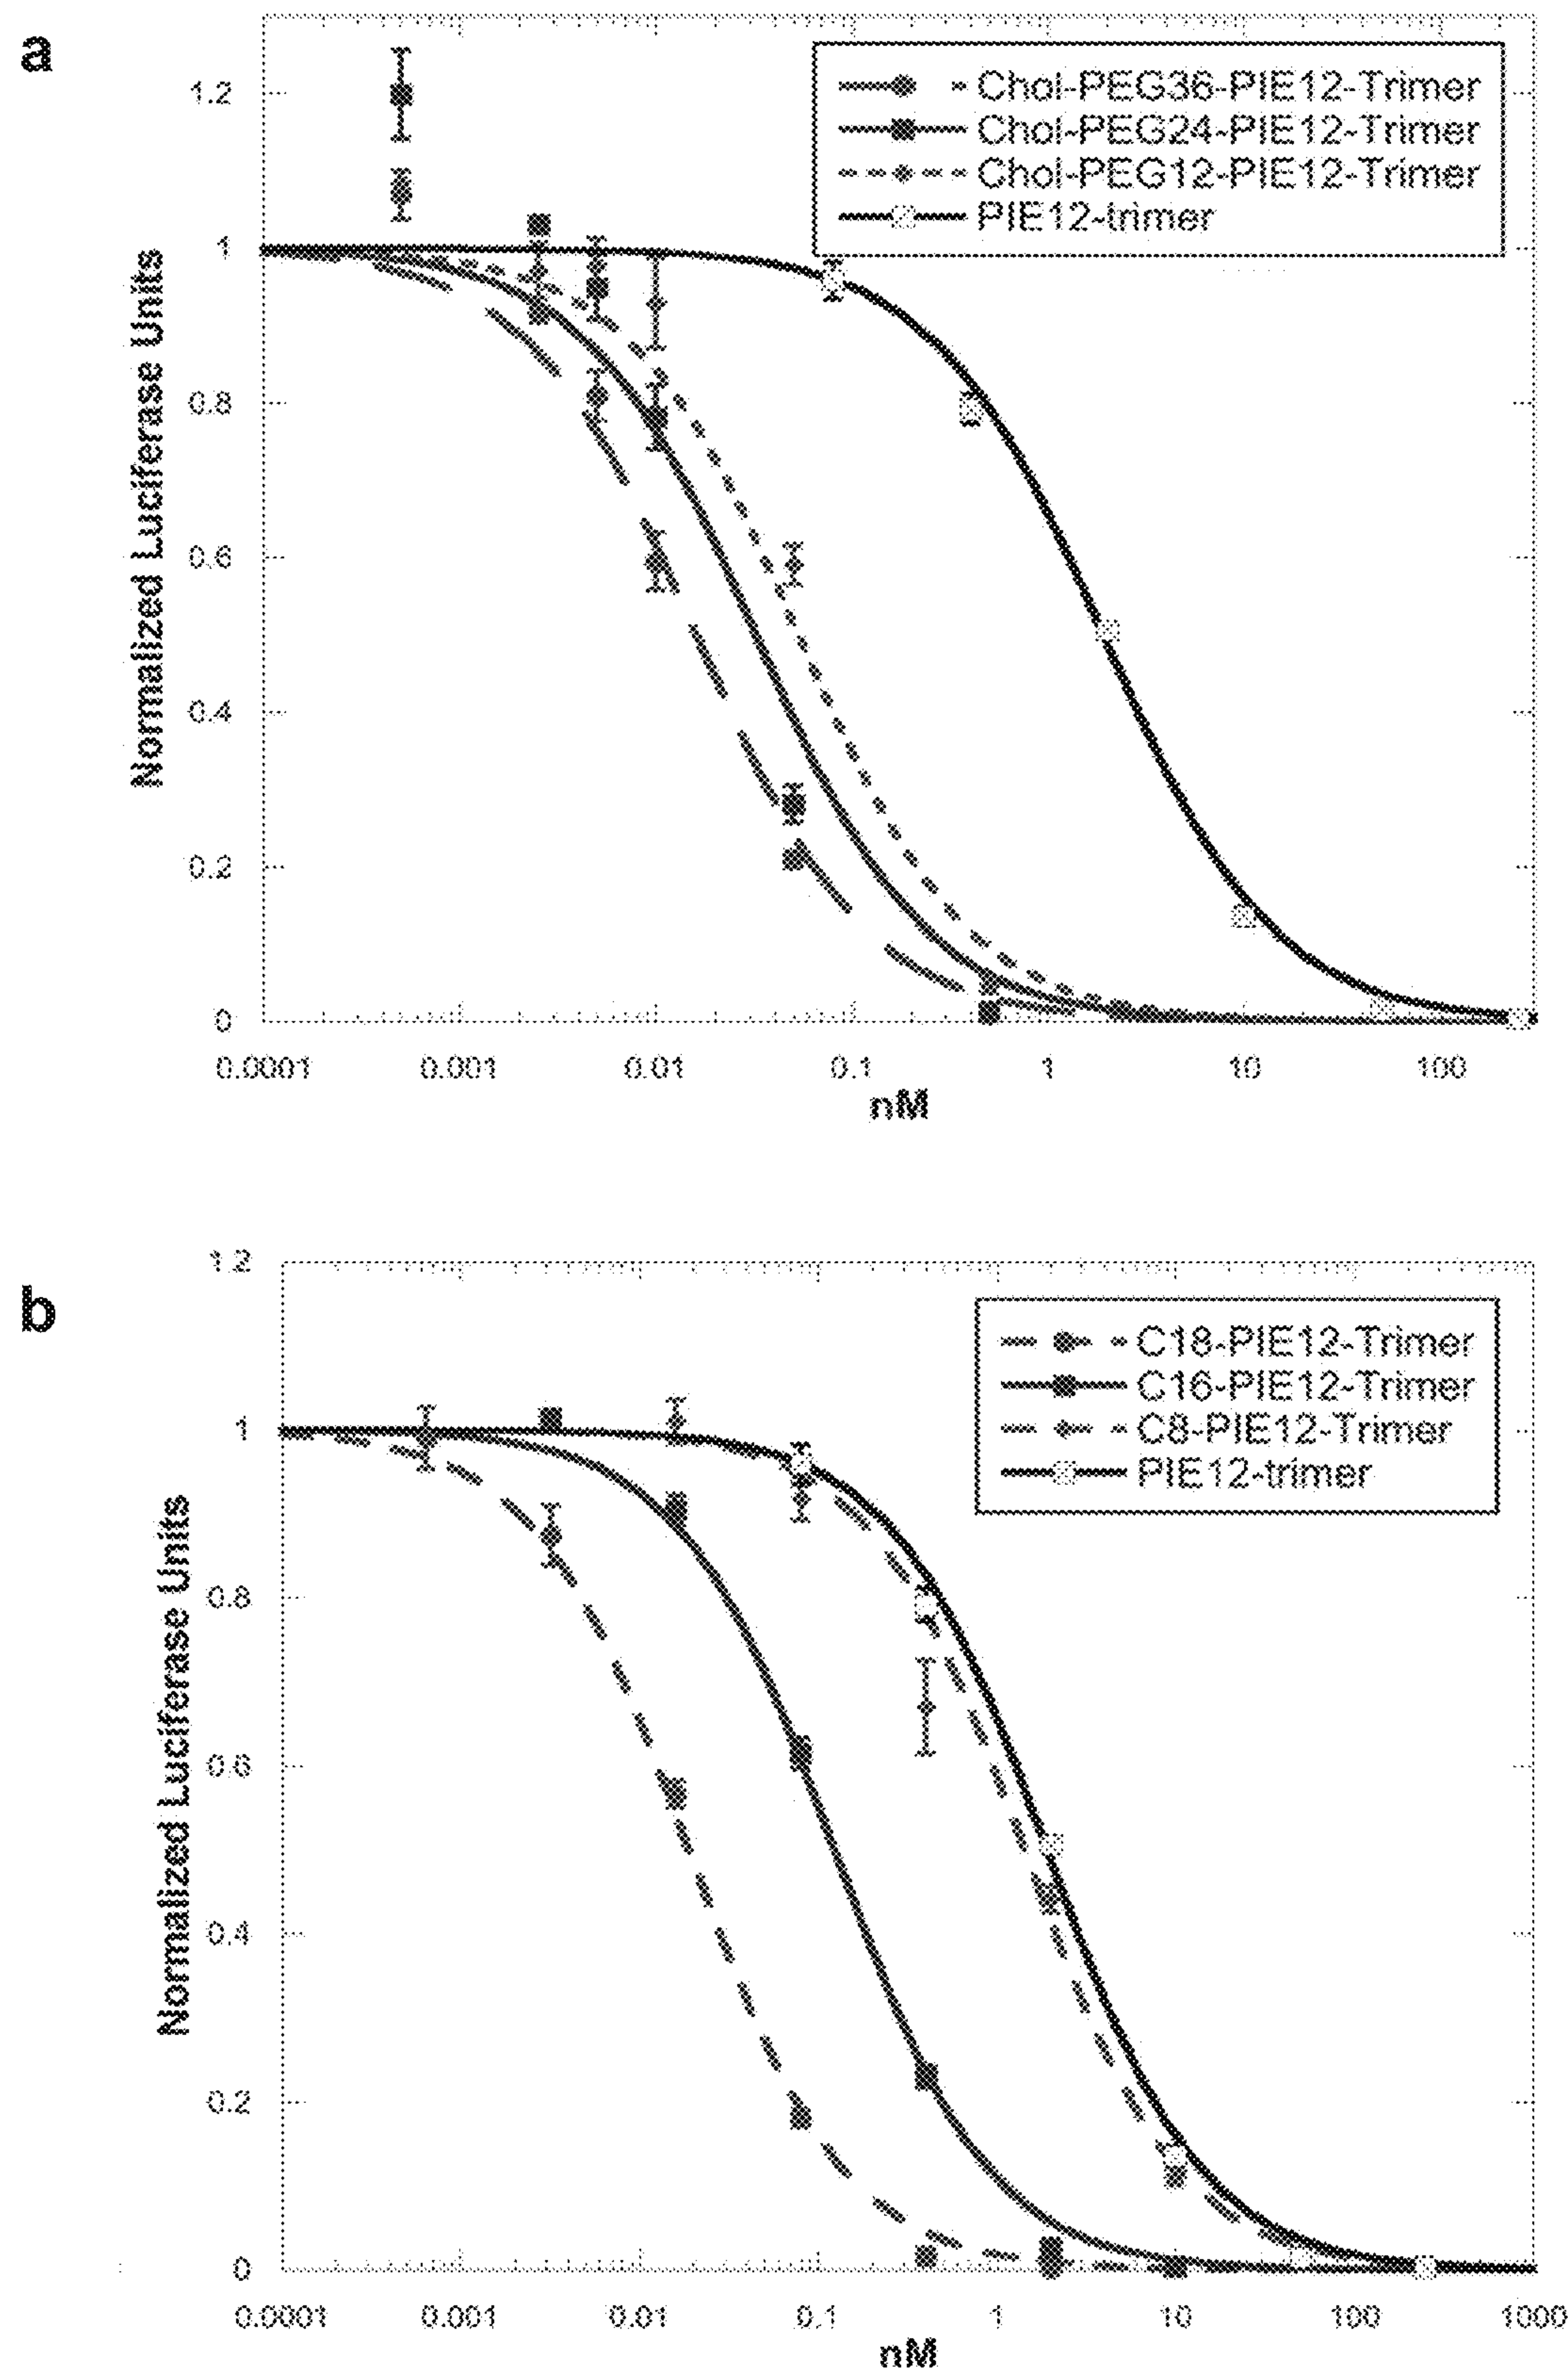 a
Chol-PEG36-PIE12-Trimer
Chol-PEG24-PIE12-Trimer
Chol-PEG12-PIE12-Trimer
PIE12-trimer
Normalized Luciferase Units
1.2
1
0.8
0.6
0.4
0.2
0
0.0001 0.001 0.01 0.1 1 10 100
nM
b
C18-PIE12-Trimer
C16-PIE12-Trimer
C8-PIE12-Trimer
PIE12-trimer
Normalized Luciferase Units
1.2
1
0.8
0.6
0.4
0.2
0
0.0001 0.001 0.01 0.1 1 10 100 1000
nM